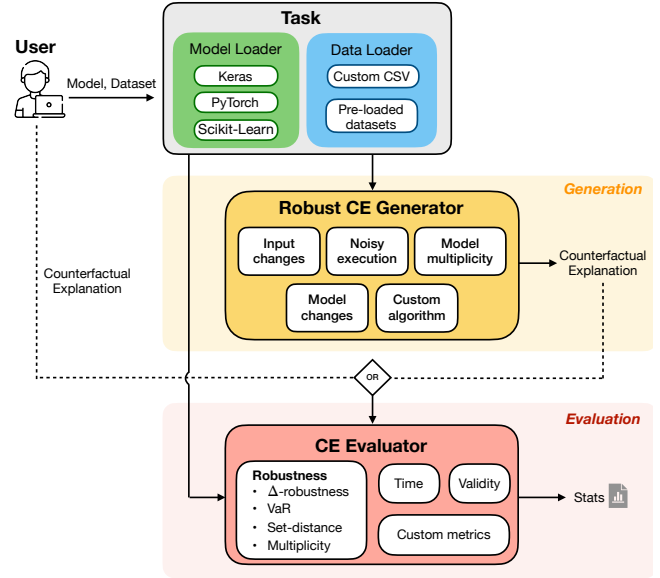 Task
User
Model Loader
Keras
PyTorch
Scikit-Learn
Data Loader
Custom CSV
Pre-loaded
datasets
Model, Dataset
Generation
Robust CE Generator
Input
changes
Noisy
execution
Model
multiplicity
Model
changes
Custom
algorithm
Counterfactual
Explanation
Counterfactual
Explanation
OR
Evaluation
CE Evaluator
Robustness
• Δ-robustness
• VaR
• Set-distance
• Multiplicity
Time
Validity
Custom metrics
Stats